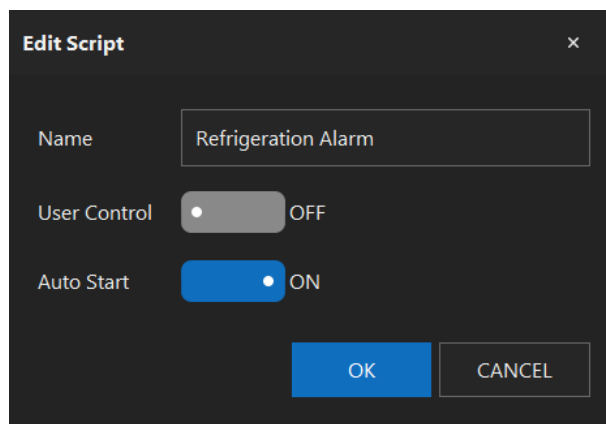 Edit Script ×
Name Refrigeration Alarm
User Control OFF
Auto Start ON
OK CANCEL